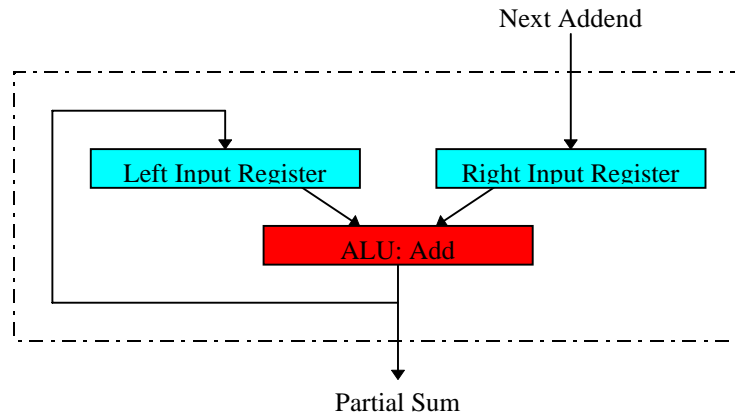 Next Addend
Left Input Register
Right Input Register
ALU: Add
Partial Sum